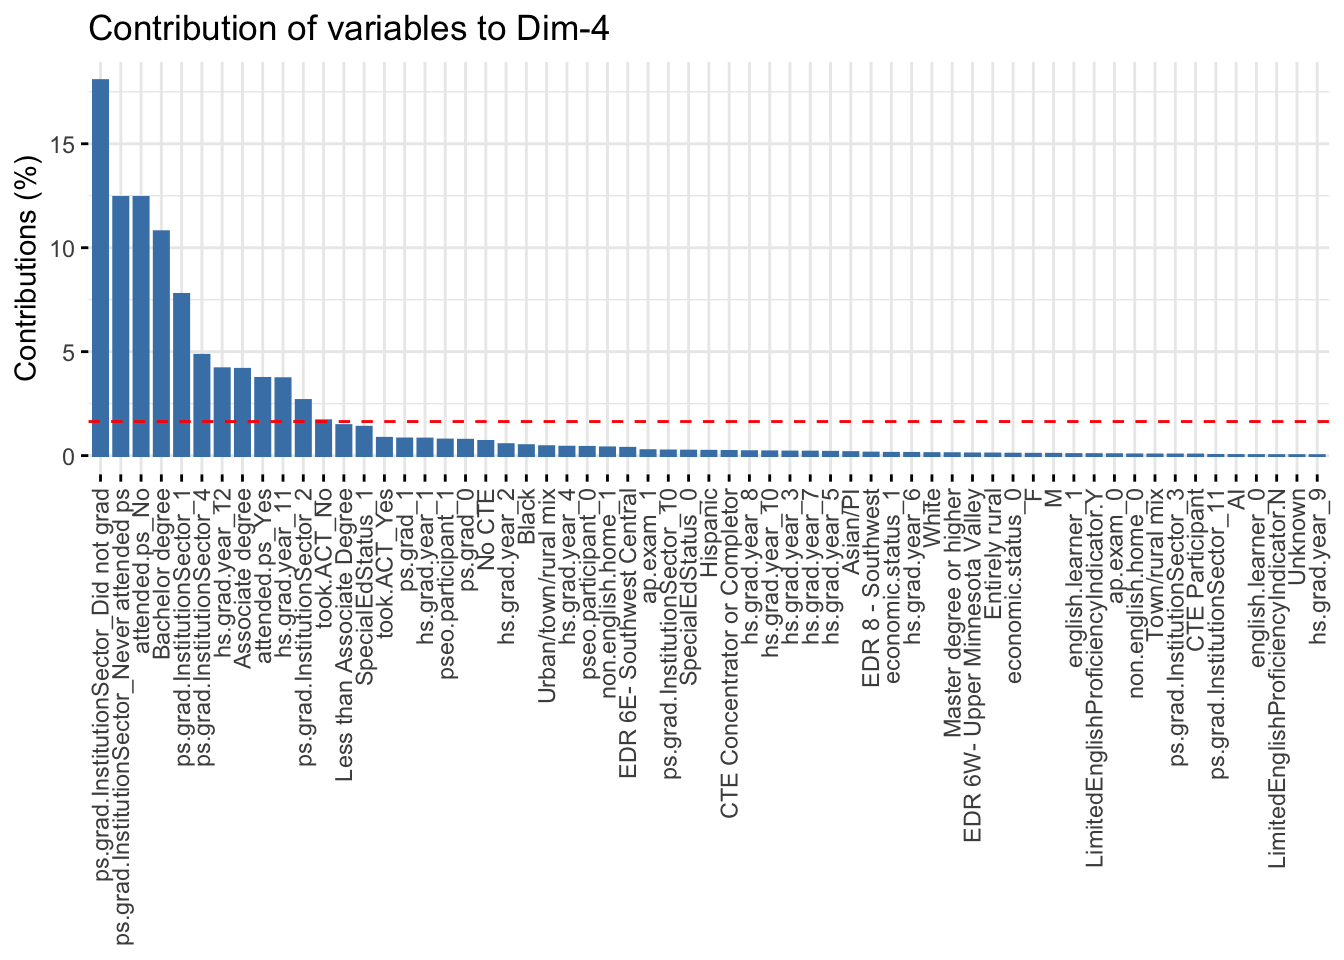 Contribution of variables to Dim-4
Contributions (%)
15
10
5
0
ps.grad.InstitutionSector_Did not grad
ps.grad.InstitutionSector_Never attended ps
attended.ps_No
Bachelor degree
ps.grad.InstitutionSector_1
ps.grad.InstitutionSector_4
hs.grad.year_12
Associate degree
attended.ps_Yes
hs.grad.year_11
ps.grad.InstitutionSector_2
took.ACT_No
Less than Associate Degree
SpecialEdStatus_1
took.ACT_Yes
ps.grad_1
hs.grad.year_1
pseo.participant_1
ps.grad_0
No CTE
hs.grad.year_2
Black
Urban/town/rural mix
hs.grad.year_4
pseo.participant_0
non.english.home_1
EDR 6E- Southwest Central
ap.exam_1
ps.grad.InstitutionSector_10
SpecialEdStatus_0
Hispanic
CTE Concentrator or Completor
hs.grad.year_8
hs.grad.year_10
hs.grad.year_3
hs.grad.year_7
hs.grad.year_5
Asian/PI
EDR 8 - Southwest
economic.status_1
hs.grad.year_6
White
Master degree or higher
EDR 6W- Upper Minnesota Valley
Entirely rural
economic.status_0
F
M
english.learner_1
LimitedEnglishProficiencyIndicator.Y
ap.exam_0
non.english.home_0
Town/rural mix
ps.grad.InstitutionSector_3
CTE Participant
ps.grad.InstitutionSector_11
AI
english.learner_0
LimitedEnglishProficiencyIndicator.N
Unknown
hs.grad.year_9